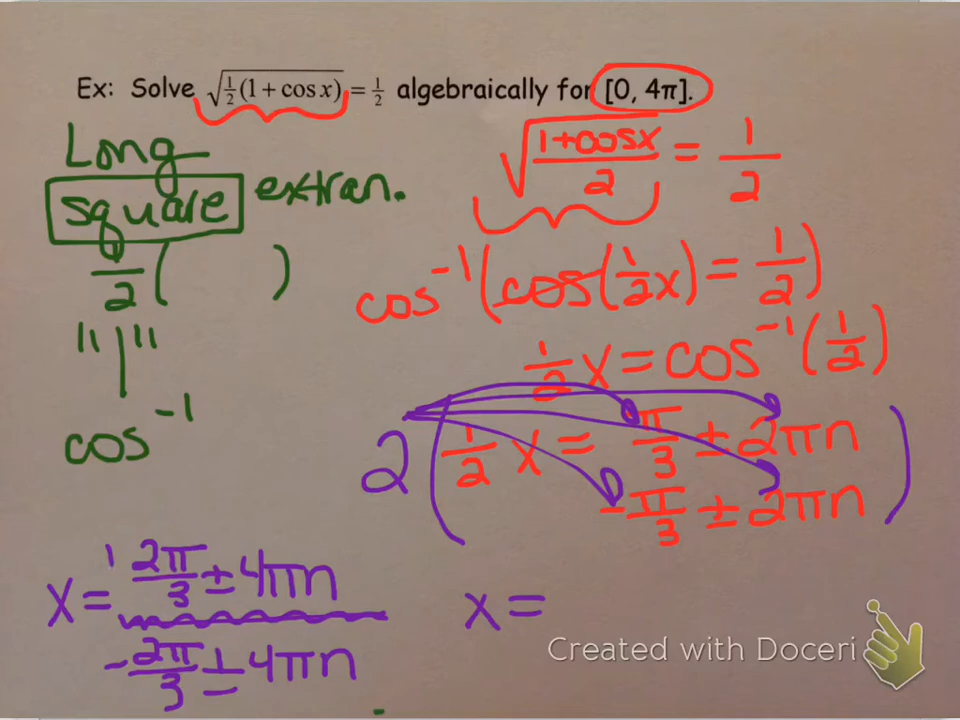 Ex: Solve √(½(1 + cos x)) = ½ algebraically for [0, 4π].
Long
square extran.
1/2 ( )
" | "
cos⁻¹
√((1+cosx)/2) = 1/2
cos⁻¹(cos(1/2x) = 1/2)
1/2x = cos⁻¹(1/2)
2(1/2x = π/3 ± 2πn
-π/3 ± 2πn)
x = 2π/3 ± 4πn
-2π/3 ± 4πn
x =
Created with Doceri